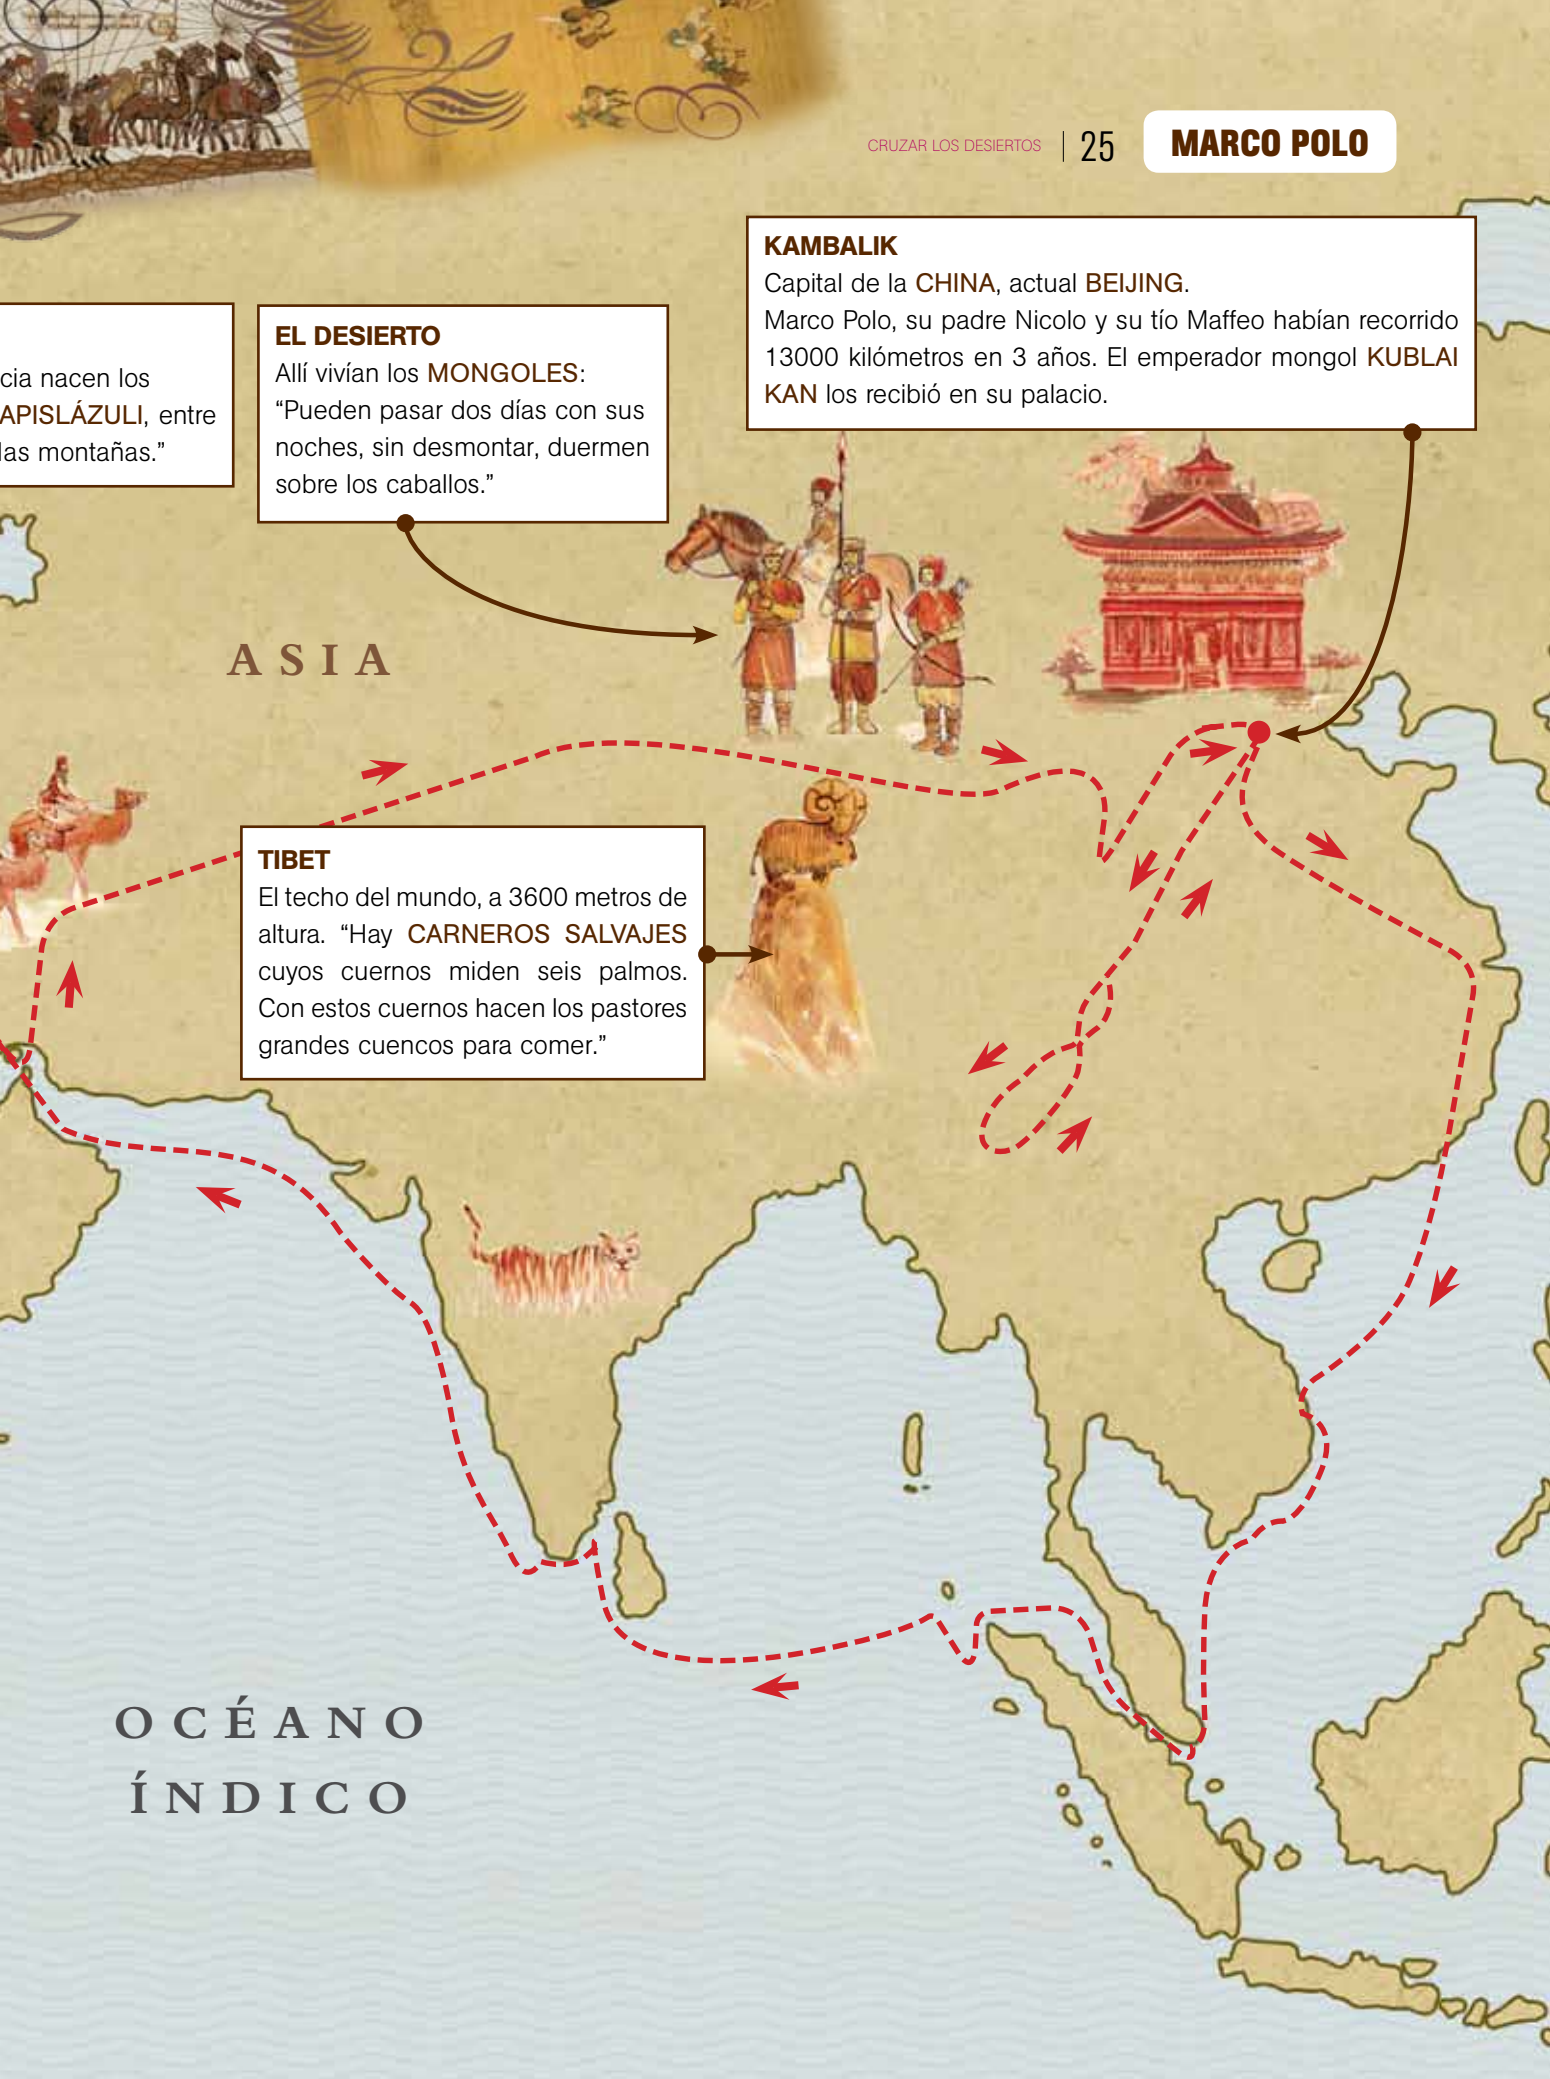 CRUZAR LOS DESIERTOS | 25 MARCO POLO
KAMBALIK
Capital de la CHINA, actual BEIJING.
Marco Polo, su padre Nicolo y su tío Maffeo habían recorrido
13000 kilómetros en 3 años. El emperador mongol KUBLAI
KAN los recibió en su palacio.
cia nacen los
APISLÁZULI, entre
las montañas.”
EL DESIERTO
Allí vivían los MONGOLES:
“Pueden pasar dos días con sus
noches, sin desmontar, duermen
sobre los caballos.”
ASIA
TIBET
El techo del mundo, a 3600 metros de
altura. “Hay CARNEROS SALVAJES
cuyos cuernos miden seis palmos.
Con estos cuernos hacen los pastores
grandes cuencos para comer.”
OCÉANO
ÍNDICO